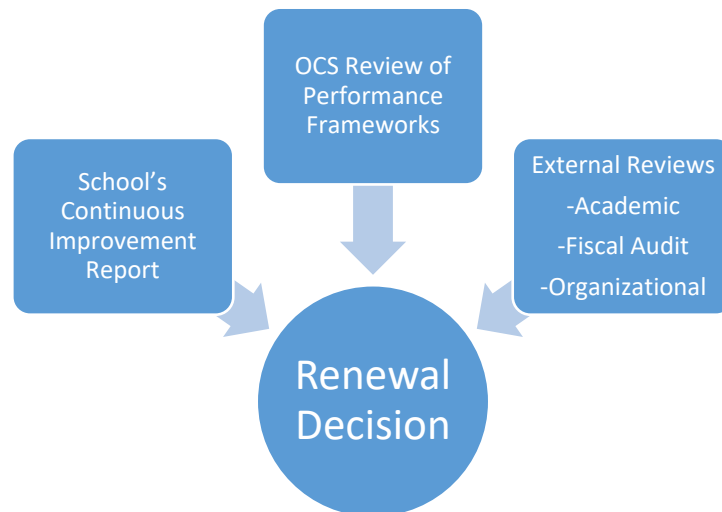 School's
Continuous
Improvement
Report
OCS Review of
Performance
Frameworks
External Reviews
-Academic
-Fiscal Audit
-Organizational
Renewal
Decision